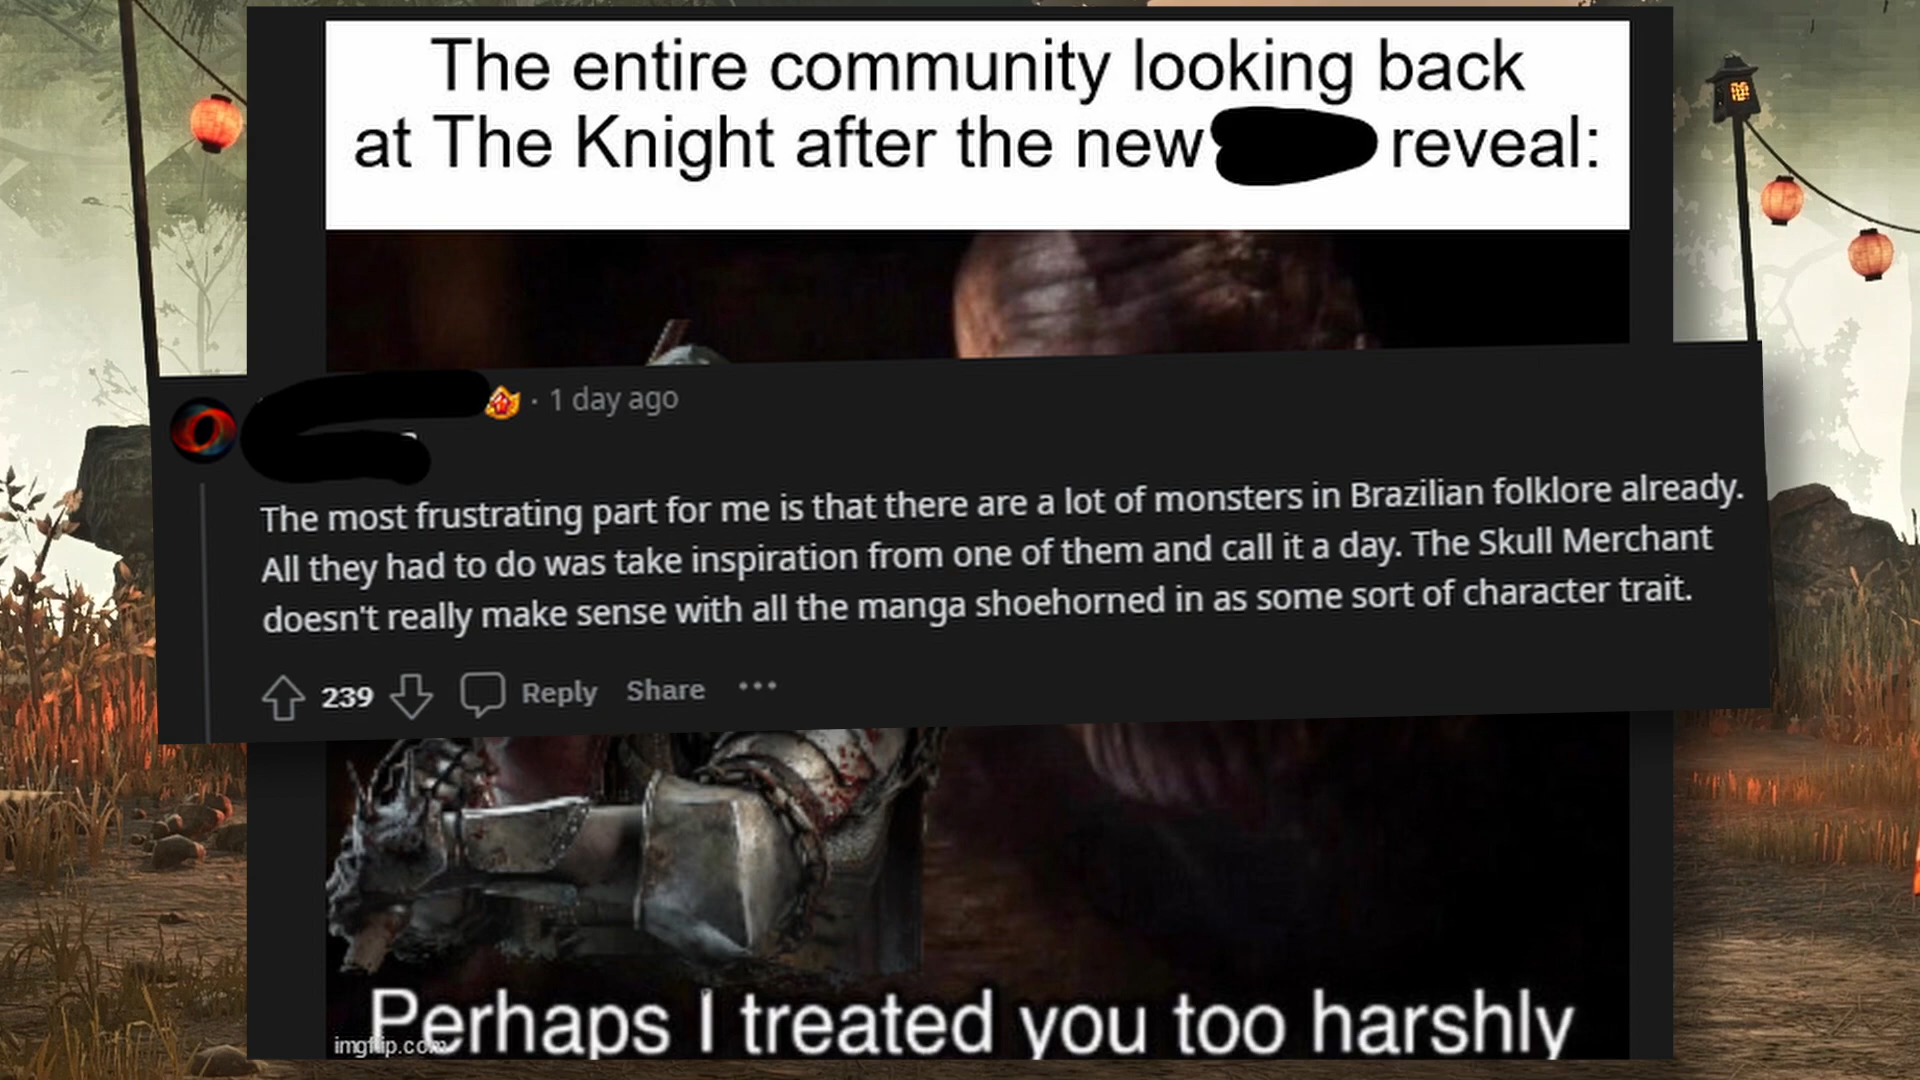 The entire community looking back
at The Knight after the new reveal:
· 1 day ago
The most frustrating part for me is that there are a lot of monsters in Brazilian folklore already.
All they had to do was take inspiration from one of them and call it a day. The Skull Merchant
doesn't really make sense with all the manga shoehorned in as some sort of character trait.
239 Reply Share ···
Perhaps I treated you too harshly
imgflip.com